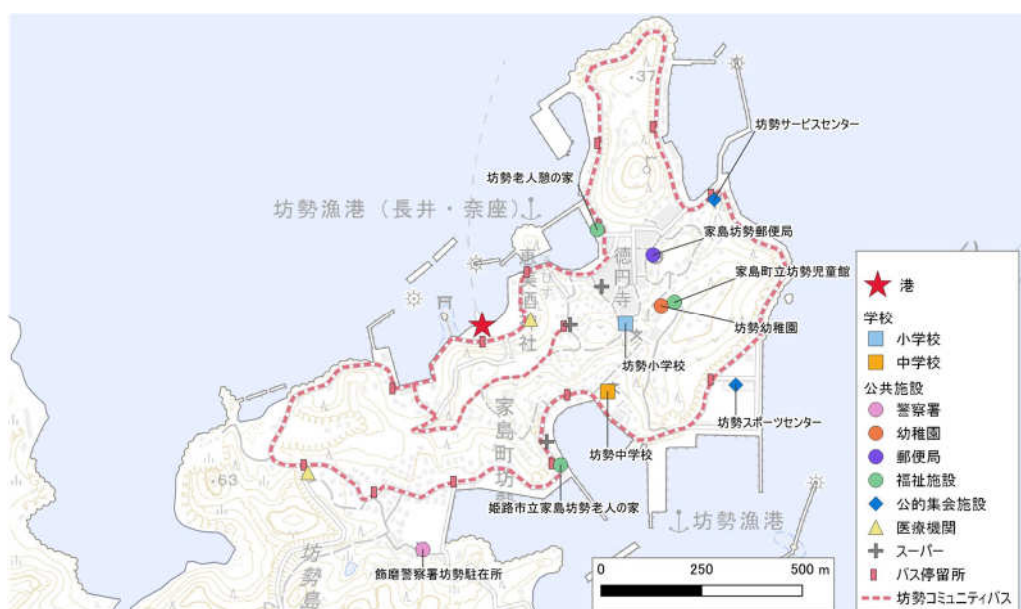 ・37
坊勢サービスセンター
坊勢老人憩の家
坊勢漁港(長井・奈座)
家島坊勢郵便局
徳円寺
家島町立坊勢児童館
坊勢幼稚園
坊勢小学校
家島町坊勢
坊勢スポーツセンター
坊勢中学校
・63
姫路市立家島坊勢老人の家
坊勢漁港
坊勢島
飾磨警察署坊勢駐在所
0 250 500 m
港
学校
小学校
中学校
公共施設
警察署
幼稚園
郵便局
福祉施設
公的集会施設
医療機関
スーパー
バス停留所
坊勢コミュニティバス